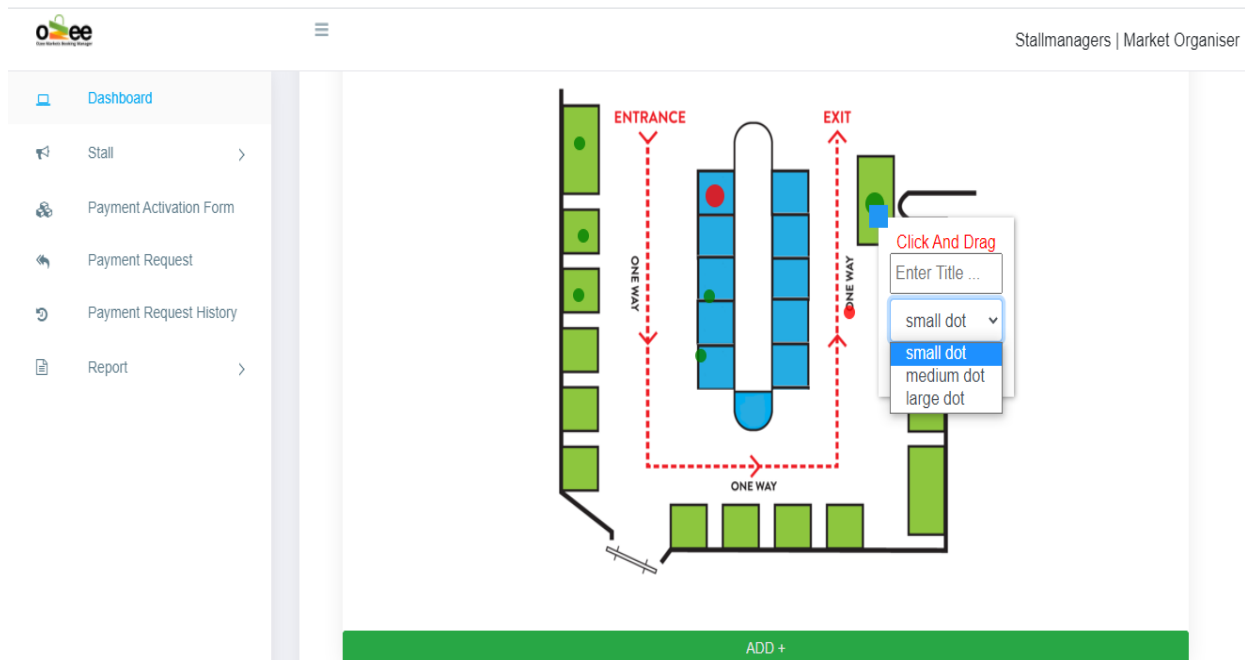 ozee
Stallmanagers | Market Organiser
Dashboard
Stall
Payment Activation Form
Payment Request
Payment Request History
Report
ENTRANCE
EXIT
ONE WAY
ONE WAY
ONE WAY
Click And Drag
Enter Title ...
small dot
small dot
medium dot
large dot
ADD +